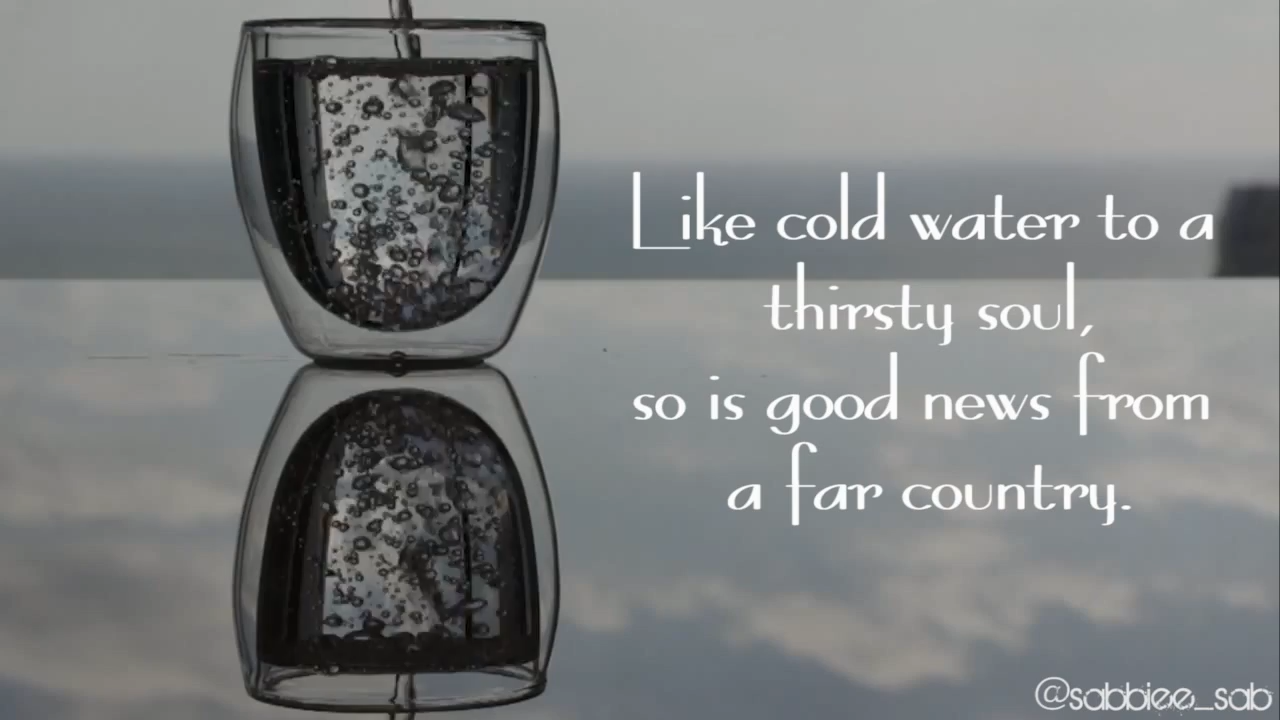 Like cold water to a
thirsty soul,
so is good news from
a far country.
@sabbiee_sab